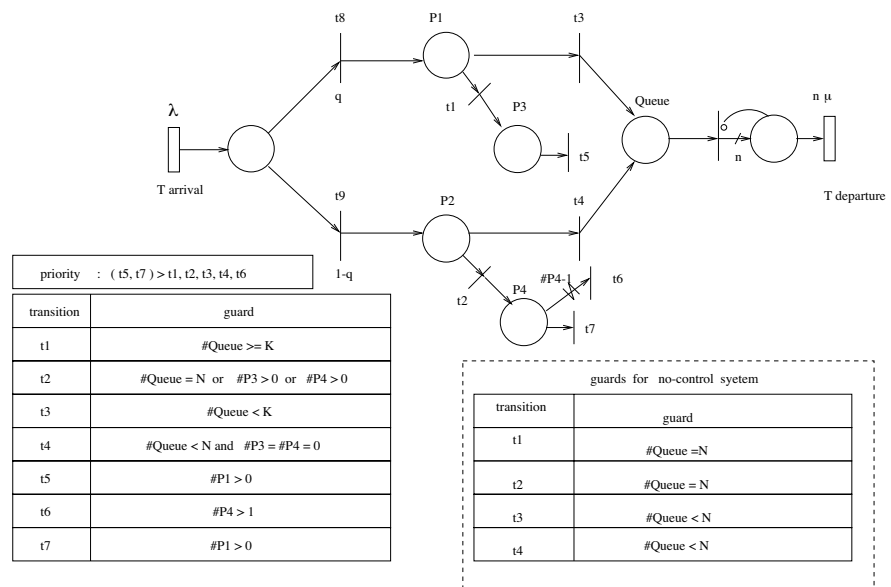 t8
P1
t3
λ
q
t1
P3
Queue
n μ
t5
n
T arrival
T departure
t9
P2
t4
1-q
priority : ( t5, t7 ) > t1, t2, t3, t4, t6
t2
P4
#P4-1
t6
t7
transition guard
t1 #Queue >= K
t2 #Queue = N or #P3 > 0 or #P4 > 0
t3 #Queue < K
t4 #Queue < N and #P3 = #P4 = 0
t5 #P1 > 0
t6 #P4 > 1
t7 #P1 > 0
guards for no-control syetem
transition guard
t1 #Queue =N
t2 #Queue = N
t3 #Queue < N
t4 #Queue < N